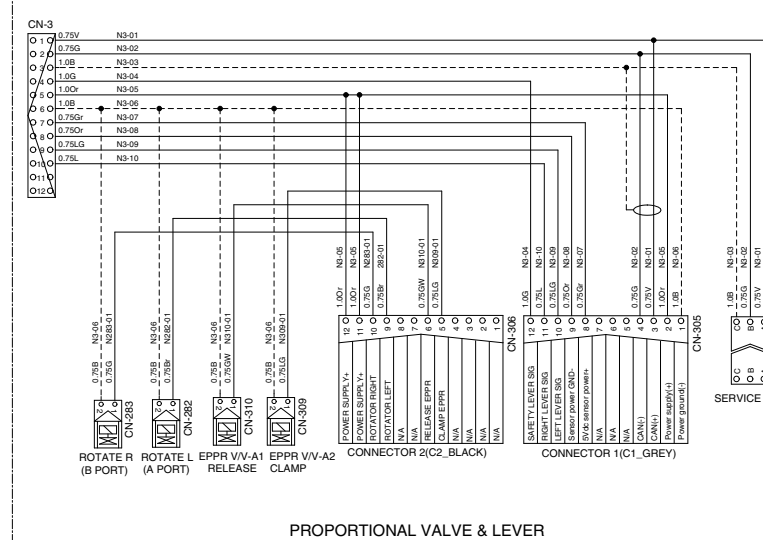 CN-3
1 0.75V N3-01
2 0.75G N3-02
3 1.0B N3-03
4 1.0G N3-04
5 1.0Or N3-05
6 1.0B N3-06
7 0.75Gr N3-07
8 0.75Or N3-08
9 0.75LG N3-09
10 0.75L N3-10
11
12
0.75B N3-06
0.75G N283-01
0.75B N3-06
0.75Br N282-01
0.75B N3-06
0.75GW N310-01
0.75B N3-06
0.75LG N309-01
2 1
CN-283
2 1
CN-282
2 1
CN-310
2 1
CN-309
ROTATE R
(B PORT)
ROTATE L
(A PORT)
EPPR V/V-A1
RELEASE
EPPR V/V-A2
CLAMP
1.0Or N3-05
1.0Or N3-05
0.75G N283-01
0.75Br 282-01
0.75GW N310-01
0.75LG N309-01
12 11 10 9 8 7 6 5 4 3 2 1
CN-306
POWER SUPPLY+
POWER SUPPLY+
ROTATOR RIGHT
ROTATOR LEFT
N/A
N/A
RELEASE EPPR
CLAMP EPPR
N/A
N/A
N/A
N/A
CONNECTOR 2(C2_BLACK)
1.0G N3-04
0.75L N3-10
0.75LG N3-09
0.75Or N3-08
0.75Gr N3-07
0.75G N3-02
0.75V N3-01
1.0Or N3-05
1.0B N3-06
12 11 10 9 8 7 6 5 4 3 2 1
CN-305
SAFETY LEVER SIG
RIGHT LEVER SIG
LEFT LEVER SIG
Sensor power GND-
5Vdc sensor power+
N/A
N/A
N/A
CAN(-)
CAN(+)
Power supply(+)
Power ground(-)
CONNECTOR 1(C1_GREY)
1.0B N3-03
0.75G N3-02
0.75V N3-01
C B
C B
SERVICE
PROPORTIONAL VALVE & LEVER